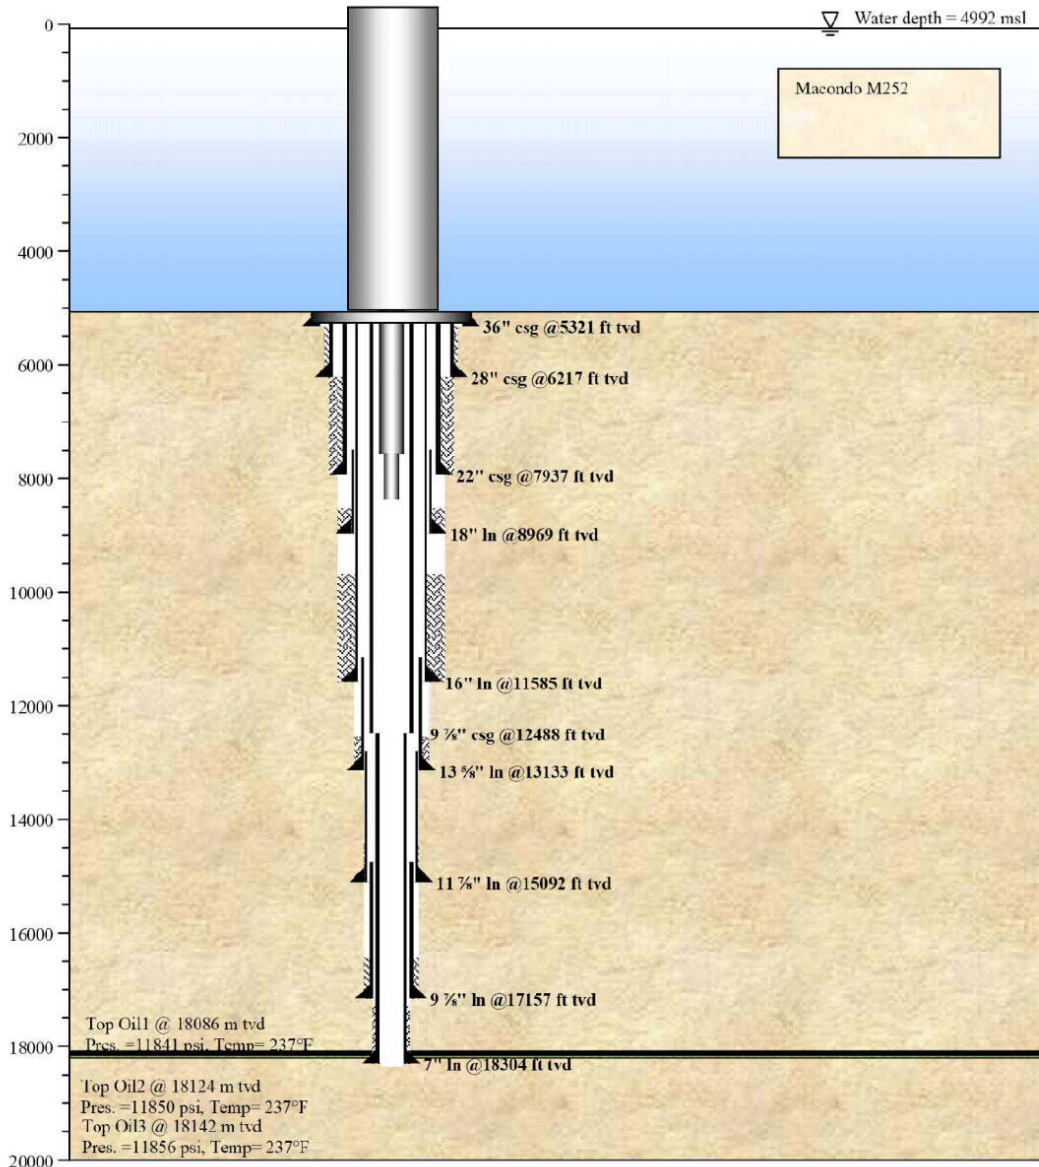 0
Water depth = 4992 msl
Macondo M252
2000
4000
36" csg @5321 ft tvd
6000
28" csg @6217 ft tvd
22" csg @7937 ft tvd
8000
18" ln @8969 ft tvd
10000
16" ln @11585 ft tvd
12000
9 ⅞" csg @12488 ft tvd
13 ⅝" ln @13133 ft tvd
14000
11 ⅞" ln @15092 ft tvd
16000
9 ⅞" ln @17157 ft tvd
Top Oil1 @ 18086 m tvd
Pres. =11841 psi, Temp= 237°F
18000
7" ln @18304 ft tvd
Top Oil2 @ 18124 m tvd
Pres. =11850 psi, Temp= 237°F
Top Oil3 @ 18142 m tvd
Pres. =11856 psi, Temp= 237°F
20000